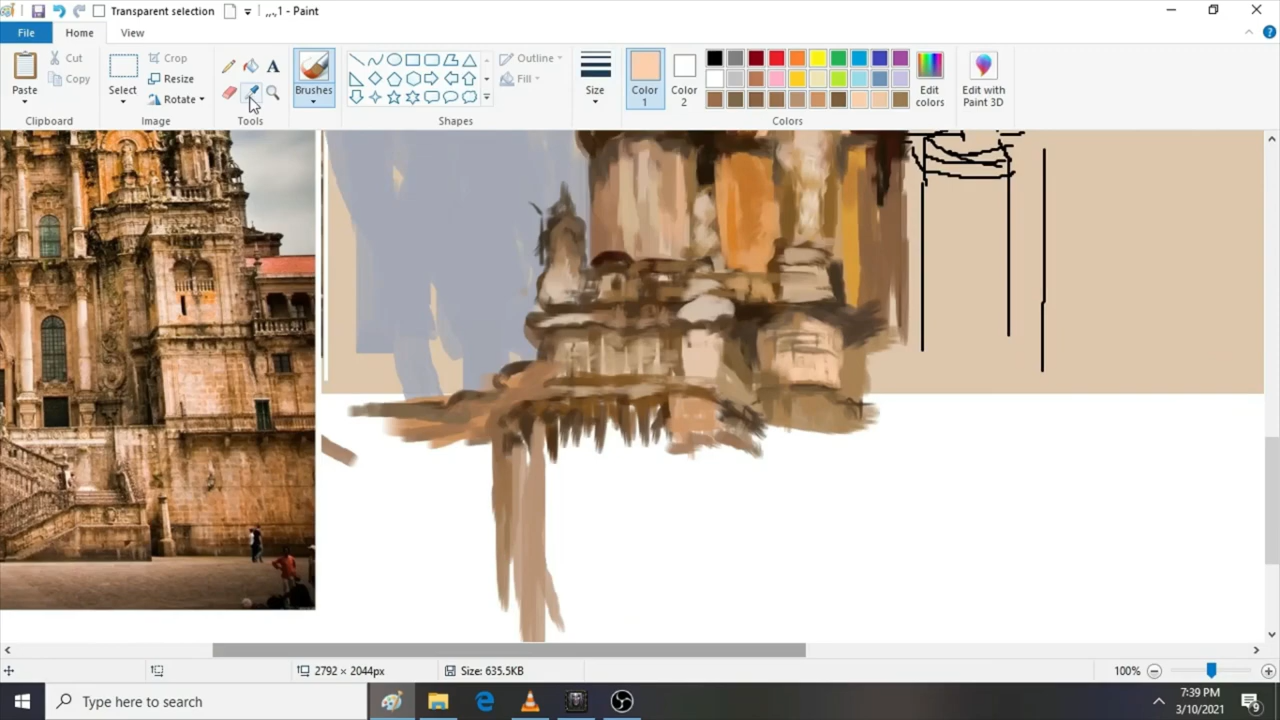 Transparent selection
,,.,1 - Paint
File
Home
View
Paste
Cut
Copy
Clipboard
Select
Crop
Resize
Rotate
Image
A
Tools
Brushes
Outline
Fill
Shapes
Size
Color
1
Color
2
Edit
colors
Colors
Edit with
Paint 3D
2792 × 2044px
Size: 635.5KB
100%
Type here to search
7:39 PM
3/10/2021
9